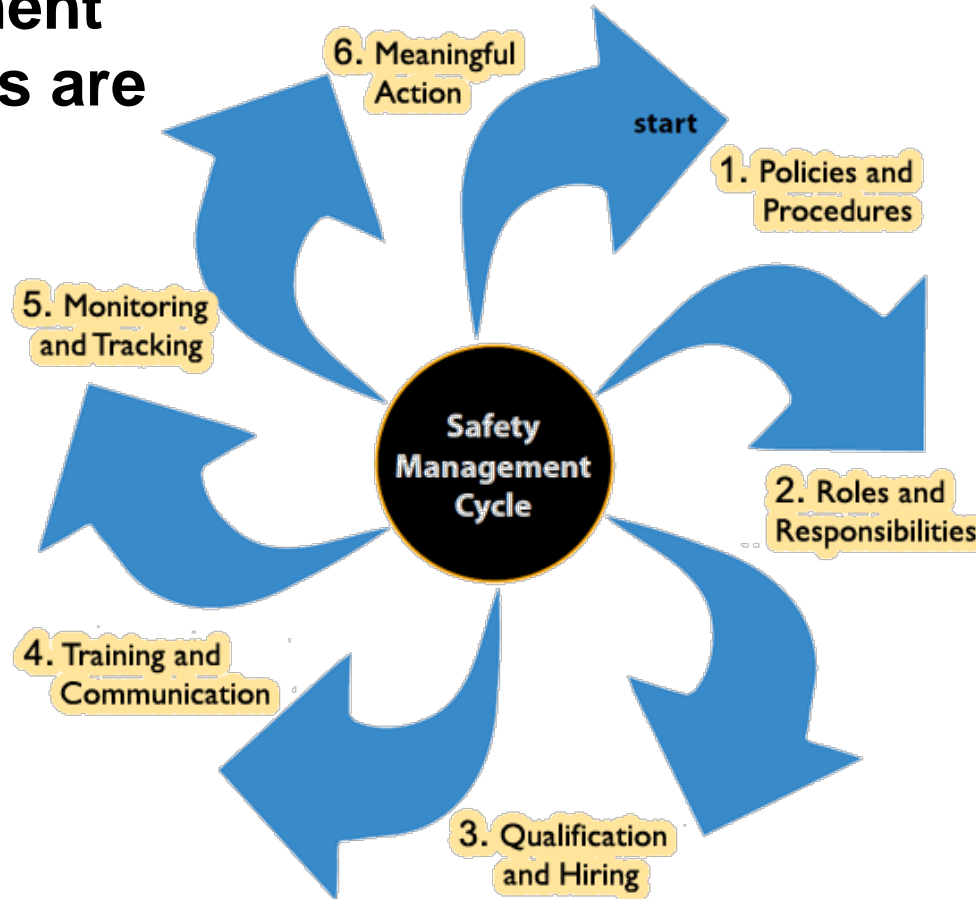 s are
6. Meaningful
Action
start
1. Policies and
Procedures
5. Monitoring
and Tracking
Safety
Management
Cycle
2. Roles and
Responsibilities
4. Training and
Communication
3. Qualification
and Hiring